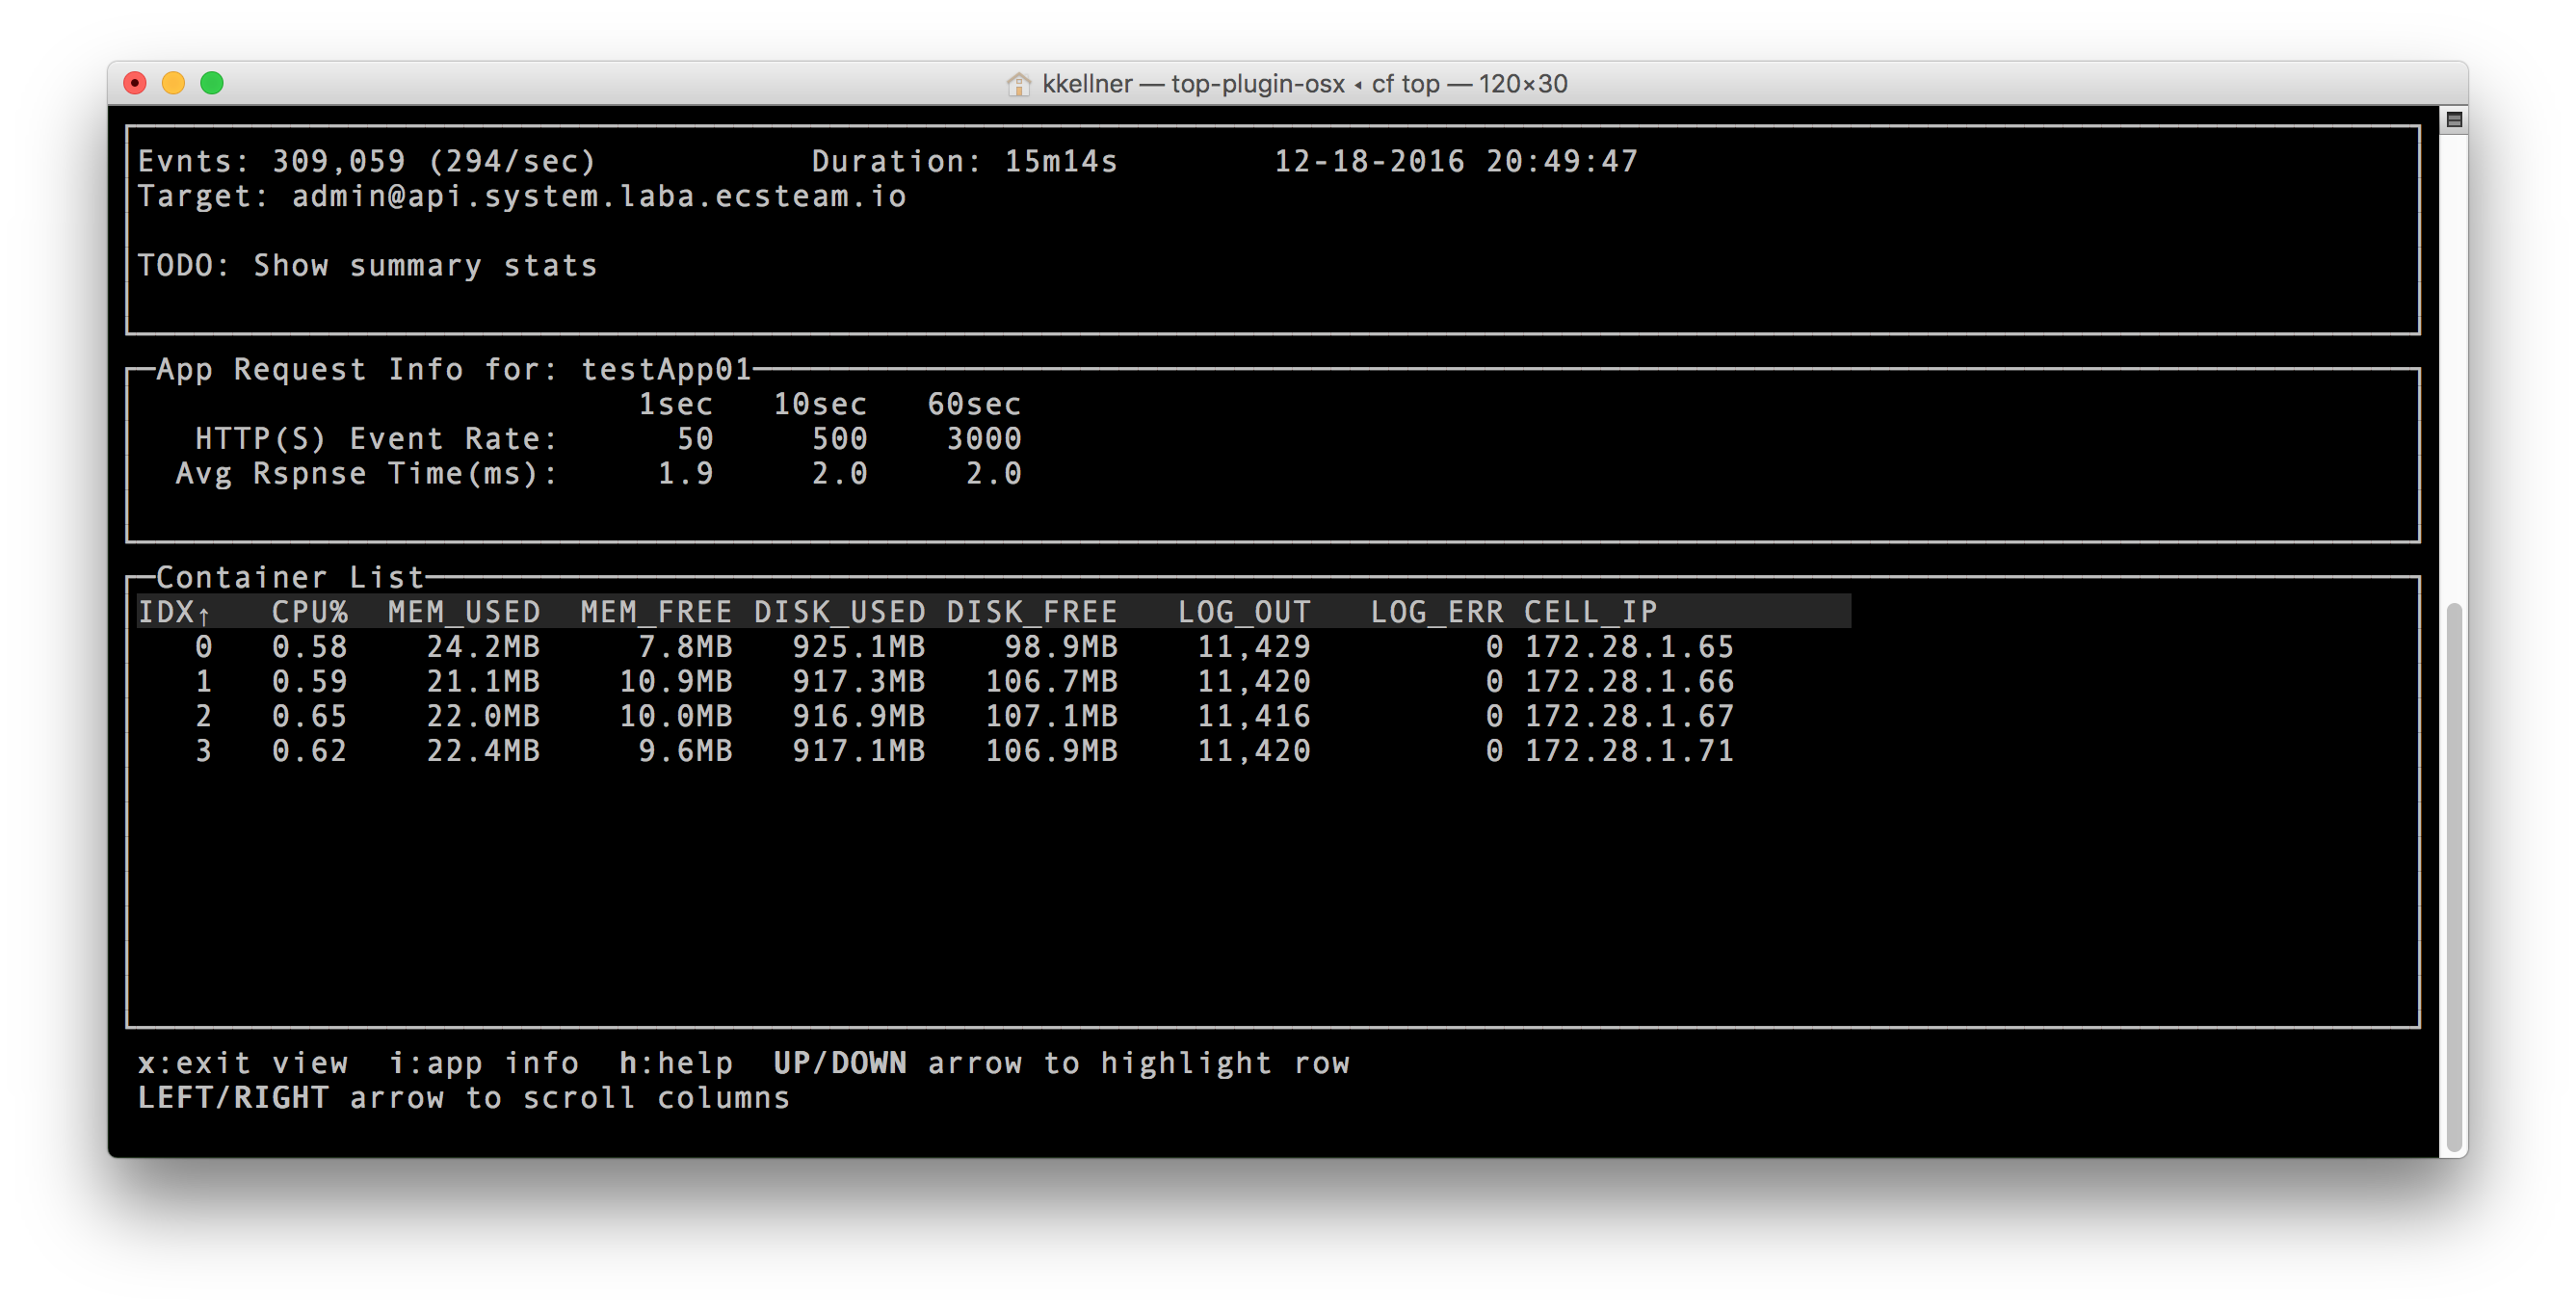 kkellner — top-plugin-osx ◂ cf top — 120×30
Evnts: 309,059 (294/sec) Duration: 15m14s 12-18-2016 20:49:47
Target: admin@api.system.laba.ecsteam.io
TODO: Show summary stats
App Request Info for: testApp01
1sec 10sec 60sec
HTTP(S) Event Rate: 50 500 3000
Avg Rspnse Time(ms): 1.9 2.0 2.0
Container List
IDX↑ CPU% MEM_USED MEM_FREE DISK_USED DISK_FREE LOG_OUT LOG_ERR CELL_IP
0 0.58 24.2MB 7.8MB 925.1MB 98.9MB 11,429 0 172.28.1.65
1 0.59 21.1MB 10.9MB 917.3MB 106.7MB 11,420 0 172.28.1.66
2 0.65 22.0MB 10.0MB 916.9MB 107.1MB 11,416 0 172.28.1.67
3 0.62 22.4MB 9.6MB 917.1MB 106.9MB 11,420 0 172.28.1.71
x:exit view i:app info h:help UP/DOWN arrow to highlight row
LEFT/RIGHT arrow to scroll columns